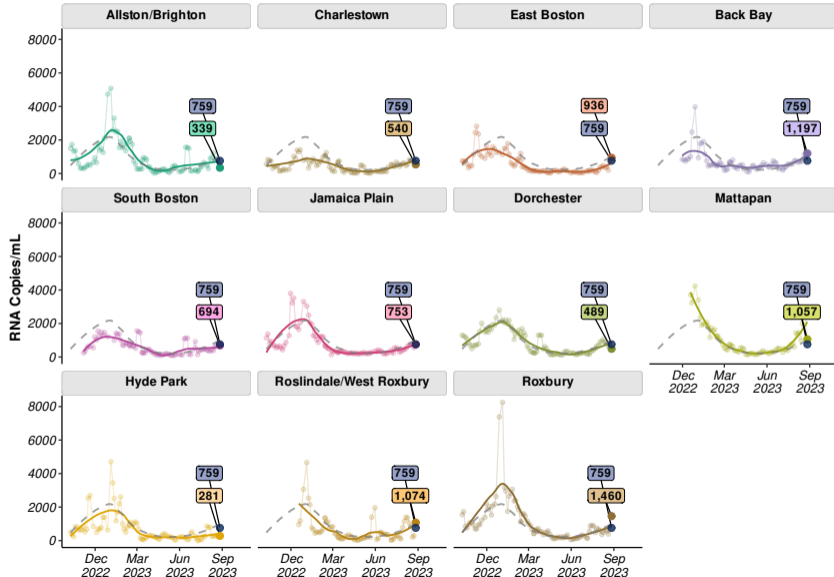 Allston/Brighton Charlestown East Boston Back Bay
8000
6000
4000
2000
0
759 759 936 759
339 540 759 1,197
South Boston Jamaica Plain Dorchester Mattapan
RNA Copies/mL
8000
6000
4000
2000
0
759 759 759 759
694 753 489 1,057
Dec Mar Jun Sep
2022 2023 2023 2023
Hyde Park Roslindale/West Roxbury Roxbury
8000
6000
4000
2000
0
759 759 759
281 1,074 1,460
Dec Mar Jun Sep Dec Mar Jun Sep Dec Mar Jun Sep
2022 2023 2023 2023 2022 2023 2023 2023 2022 2023 2023 2023